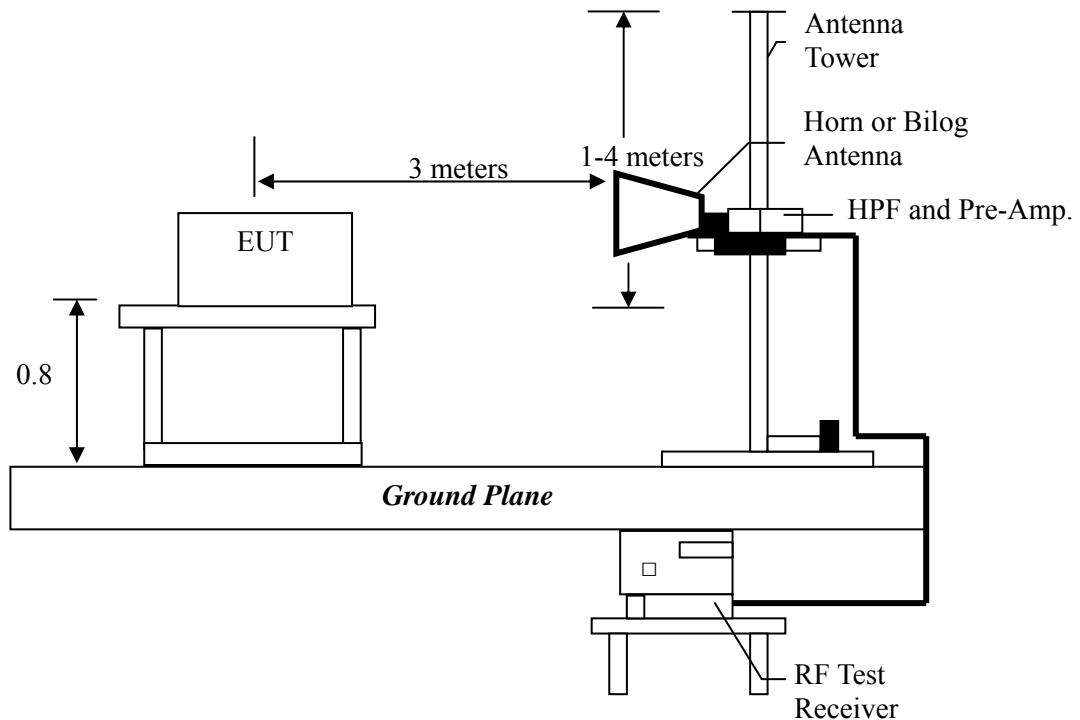 Antenna
Tower
Horn or Bilog
Antenna
1-4 meters
3 meters
HPF and Pre-Amp.
EUT
0.8
Ground Plane
RF Test
Receiver